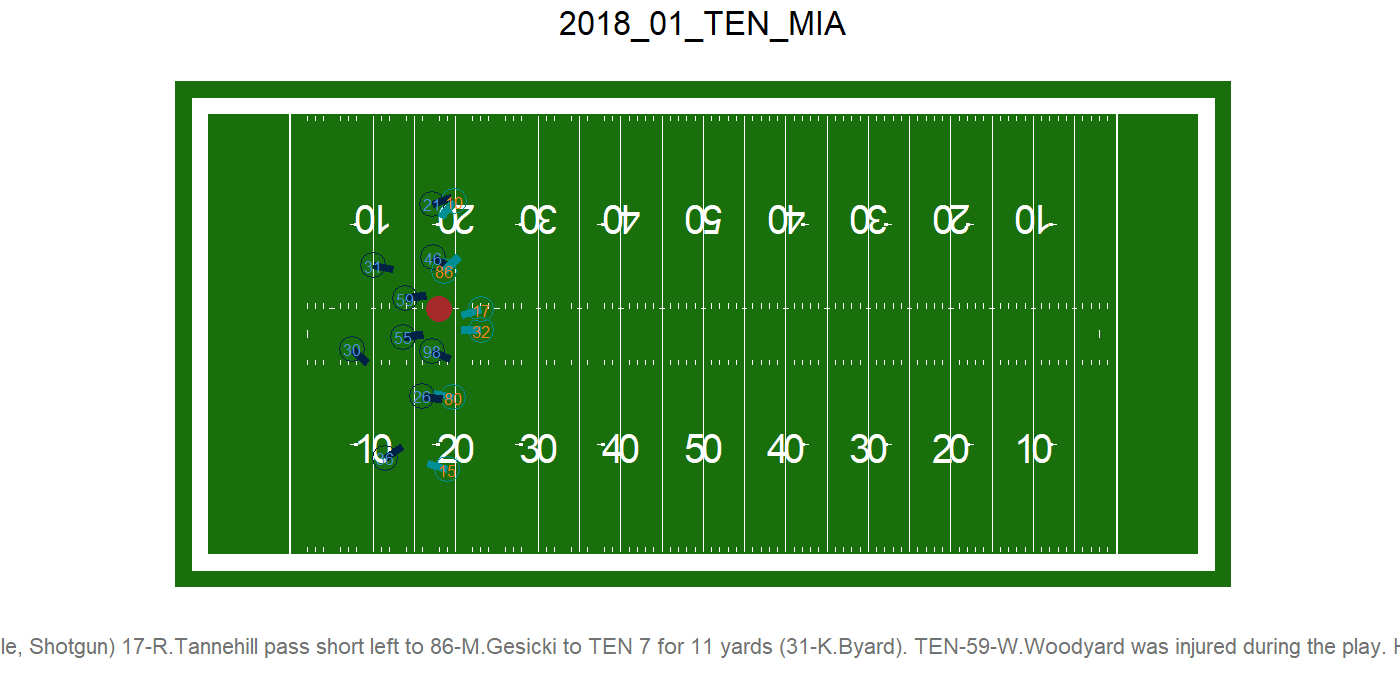 2018_01_TEN_MIA
10 20 30 40 50 40 30 20 10
21 10
46
31 86
59
17
55 32
30 98
26 80
10 20 30 40 50 40 30 20 10
15
le, Shotgun) 17-R.Tannehill pass short left to 86-M.Gesicki to TEN 7 for 11 yards (31-K.Byard). TEN-59-W.Woodyard was injured during the play. H